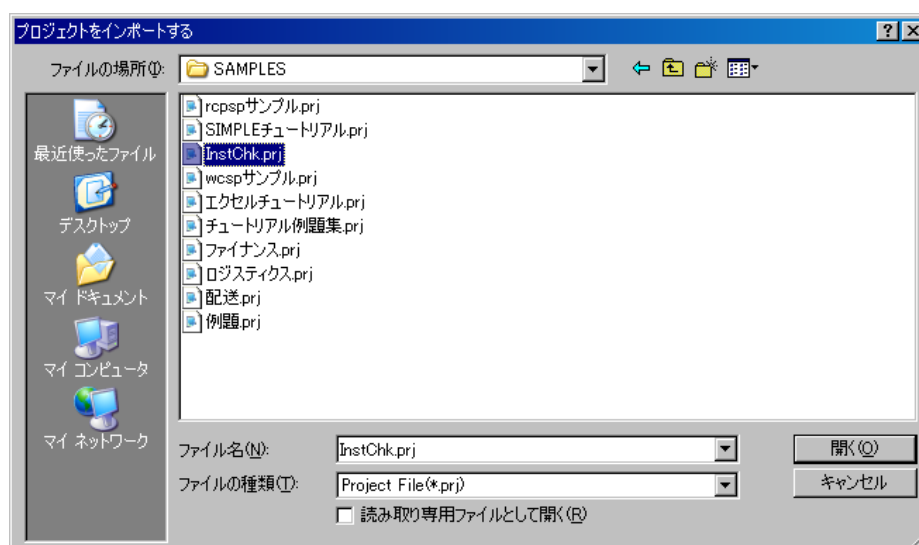 プロジェクトをインポートする
ファイルの場所(I):
SAMPLES
最近使ったファイル
デスクトップ
マイ ドキュメント
マイ コンピュータ
マイ ネットワーク
rcpspサンプル.prj
SIMPLEチュートリアル.prj
InstChk.prj
wcspサンプル.prj
エクセルチュートリアル.prj
チュートリアル例題集.prj
ファイナンス.prj
ロジスティクス.prj
配送.prj
例題.prj
ファイル名(N):
InstChk.prj
開く(O)
ファイルの種類(T):
Project File(*.prj)
キャンセル
読み取り専用ファイルとして開く(R)